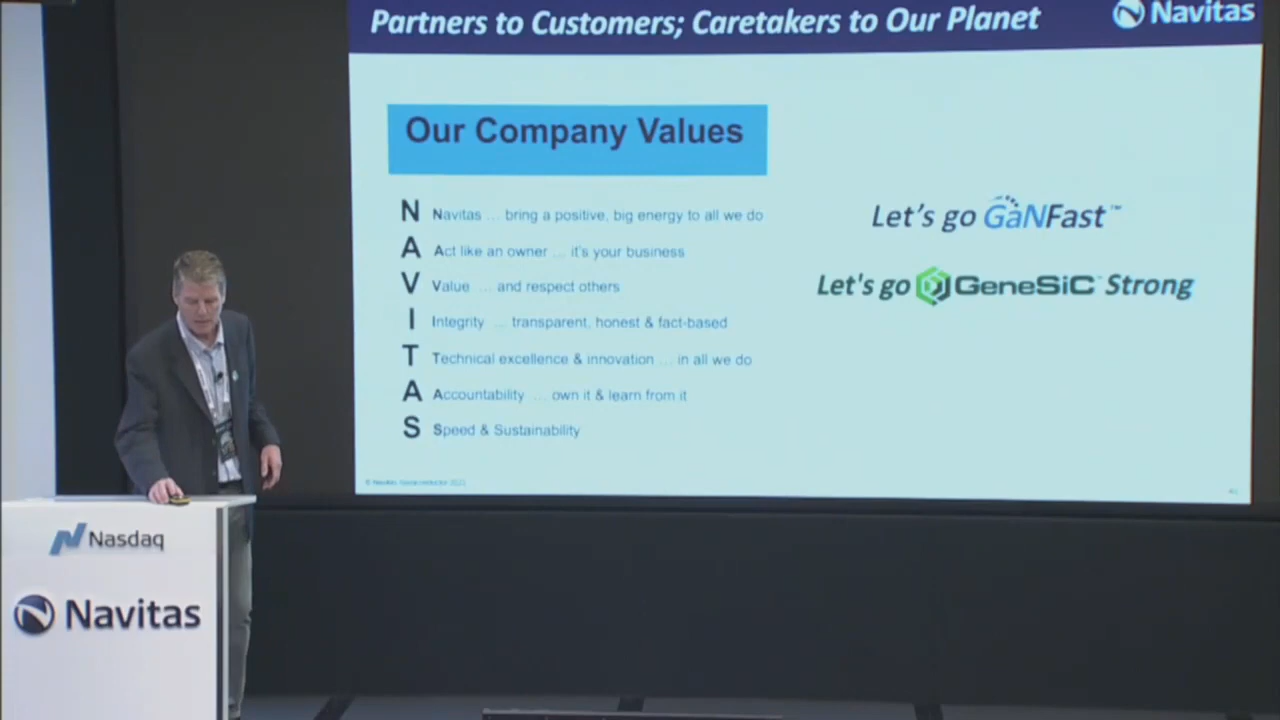 Partners to Customers; Caretakers to Our Planet
Navitas
Our Company Values
N Navitas ... bring a positive, big energy to all we do
A Act like an owner ... it's your business
V Value ... and respect others
I Integrity ... transparent, honest & fact-based
T Technical excellence & innovation ... in all we do
A Accountability ... own it & learn from it
S Speed & Sustainability
Let's go GaNFast™
Let's go GeneSiC™ Strong
Nasdaq
Navitas